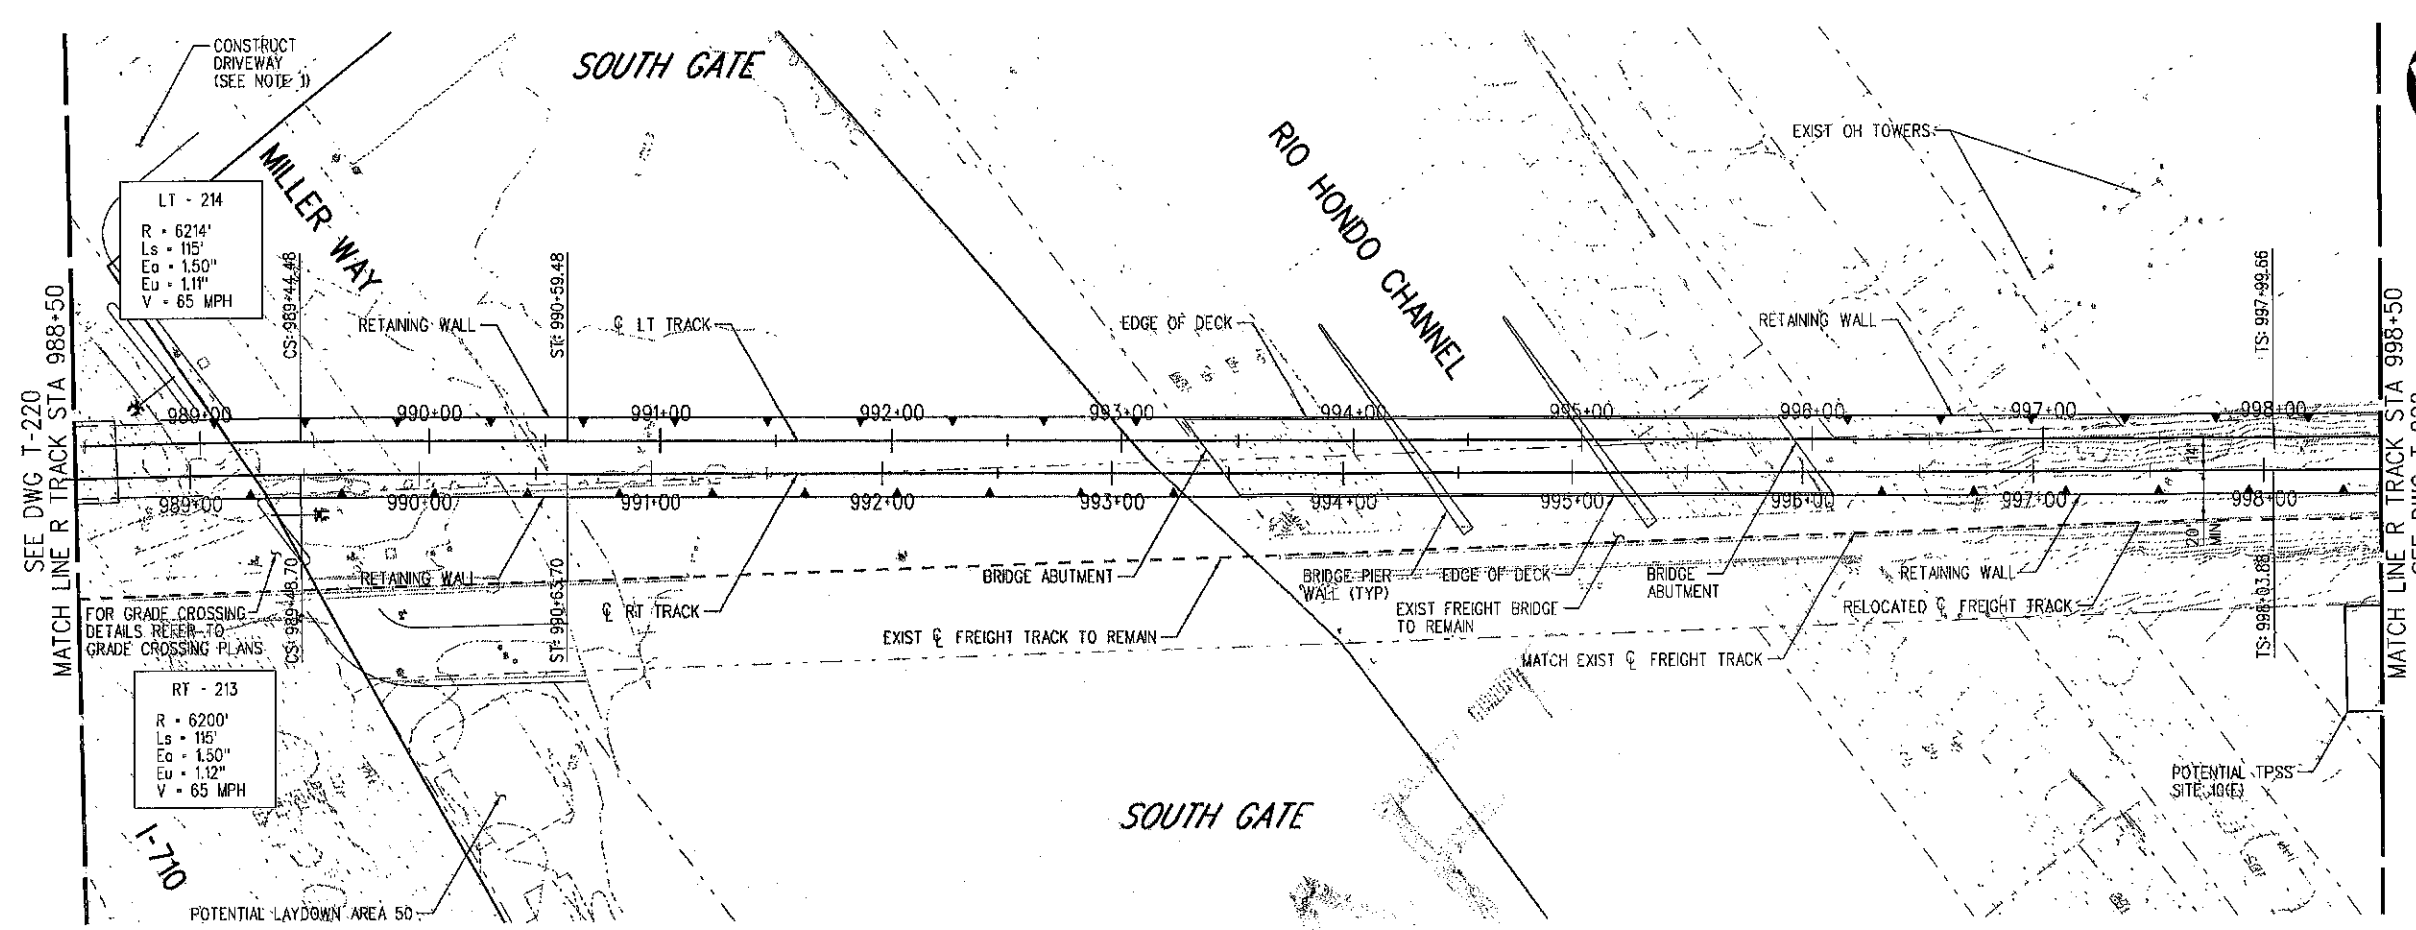 CONSTRUCT
DRIVEWAY
(SEE NOTE 1)
SOUTH GATE
MILLER WAY
RIO HONDO CHANNEL
EXIST OH TOWERS
LT - 214
R = 6214'
Ls = 115'
Ea = 1.50"
Eu = 1.11"
V = 65 MPH
SEE DWG T-220
MATCH LINE R TRACK STA 988+50
CS: 989+44.48
RETAINING WALL
ST: 990+59.48
℄ LT TRACK
EDGE OF DECK
RETAINING WALL
TS: 997+99.66
MATCH LINE R TRACK STA 998+50
989+00
990+00
991+00
992+00
993+00
994+00
995+00
996+00
997+00
998+00
14'
989+00
990+00
991+00
992+00
993+00
994+00
995+00
996+00
997+00
998+00
20'
MIN
FOR GRADE CROSSING
DETAILS REFER TO
GRADE CROSSING PLANS
CS: 989+48.70
RETAINING WALL
ST: 990+63.70
℄ RT TRACK
EXIST ℄ FREIGHT TRACK TO REMAIN
BRIDGE ABUTMENT
BRIDGE PIER
WALL (TYP)
EDGE OF DECK
EXIST FREIGHT BRIDGE
TO REMAIN
BRIDGE
ABUTMENT
MATCH EXIST ℄ FREIGHT TRACK
RETAINING WALL
RELOCATED ℄ FREIGHT TRACK
TS: 998+03.88
RT - 213
R = 6200'
Ls = 115'
Ea = 1.50"
Eu = 1.12"
V = 65 MPH
I-710
POTENTIAL LAYDOWN AREA 50
SOUTH GATE
POTENTIAL TPSS
SITE 10(E)